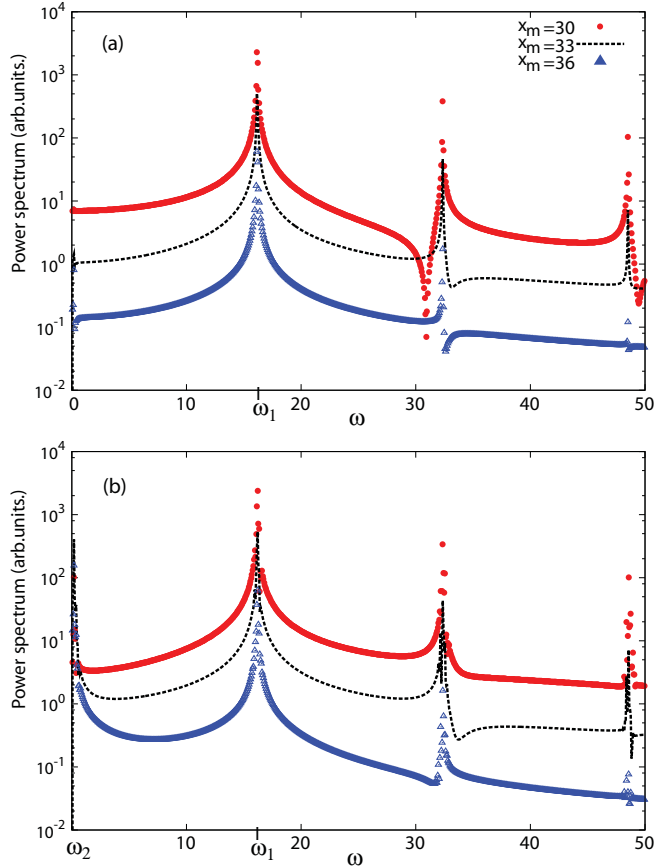 (a)
x_m=30
x_m=33
x_m=36
Power spectrum (arb.units.)
10^4
10^3
10^2
10^1
10^0
10^-1
10^-2
0 10 20 30 40 50
ω_1 ω
(b)
Power spectrum (arb.units.)
10^4
10^3
10^2
10^1
10^0
10^-1
10^-2
10 20 30 40 50
ω_2 ω_1 ω